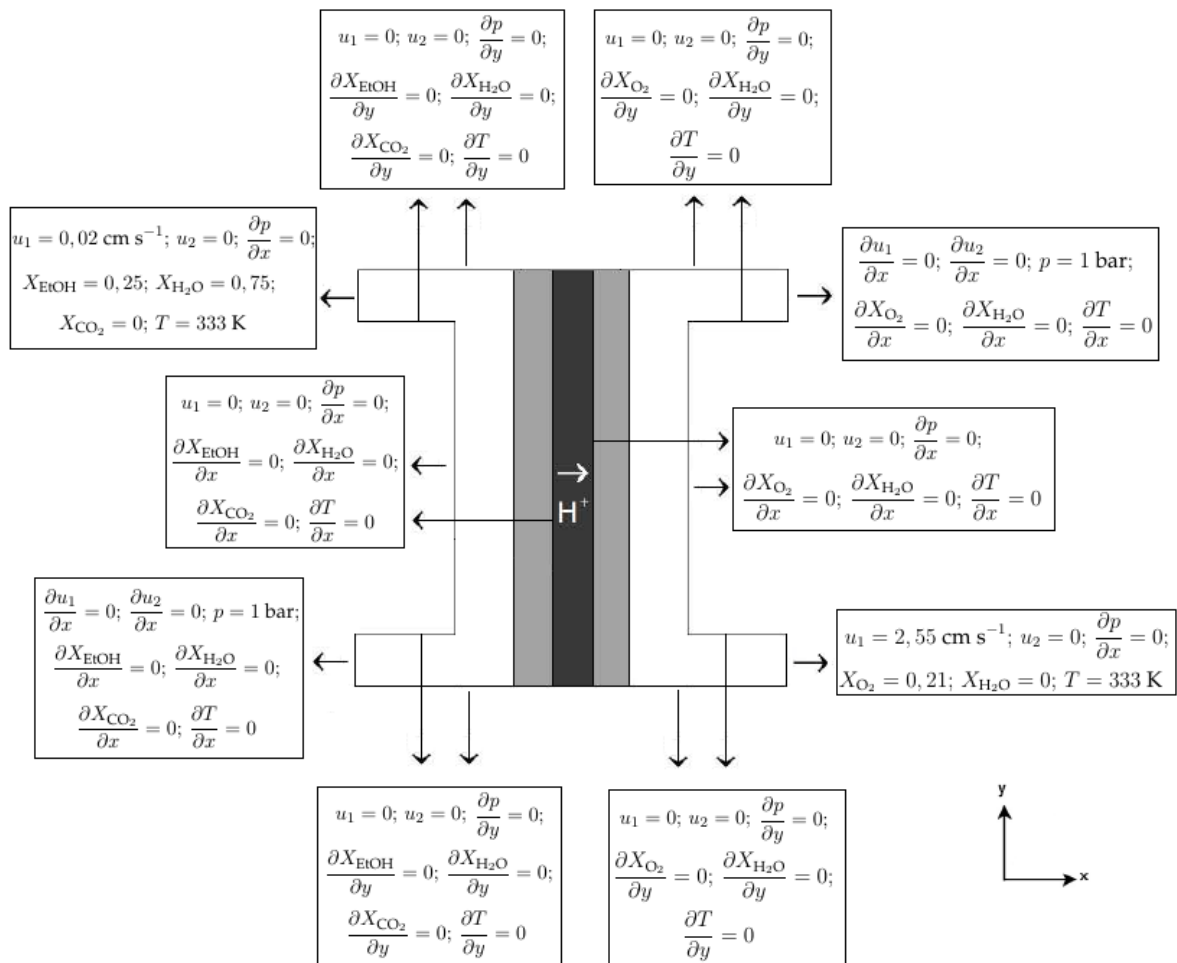 u₁ = 0; u₂ = 0; ∂p/∂y = 0;
∂X_EtOH/∂y = 0; ∂X_H₂O/∂y = 0;
∂X_CO₂/∂y = 0; ∂T/∂y = 0
u₁ = 0; u₂ = 0; ∂p/∂y = 0;
∂X_O₂/∂y = 0; ∂X_H₂O/∂y = 0;
∂T/∂y = 0
u₁ = 0,02 cm s⁻¹; u₂ = 0; ∂p/∂x = 0;
X_EtOH = 0,25; X_H₂O = 0,75;
X_CO₂ = 0; T = 333 K
∂u₁/∂x = 0; ∂u₂/∂x = 0; p = 1 bar;
∂X_O₂/∂x = 0; ∂X_H₂O/∂x = 0; ∂T/∂x = 0
u₁ = 0; u₂ = 0; ∂p/∂x = 0;
∂X_EtOH/∂x = 0; ∂X_H₂O/∂x = 0;
∂X_CO₂/∂x = 0; ∂T/∂x = 0
H⁺
u₁ = 0; u₂ = 0; ∂p/∂x = 0;
∂X_O₂/∂x = 0; ∂X_H₂O/∂x = 0; ∂T/∂x = 0
∂u₁/∂x = 0; ∂u₂/∂x = 0; p = 1 bar;
∂X_EtOH/∂x = 0; ∂X_H₂O/∂x = 0;
∂X_CO₂/∂x = 0; ∂T/∂x = 0
u₁ = 2,55 cm s⁻¹; u₂ = 0; ∂p/∂x = 0;
X_O₂ = 0,21; X_H₂O = 0; T = 333 K
u₁ = 0; u₂ = 0; ∂p/∂y = 0;
∂X_EtOH/∂y = 0; ∂X_H₂O/∂y = 0;
∂X_CO₂/∂y = 0; ∂T/∂y = 0
u₁ = 0; u₂ = 0; ∂p/∂y = 0;
∂X_O₂/∂y = 0; ∂X_H₂O/∂y = 0;
∂T/∂y = 0
y
x